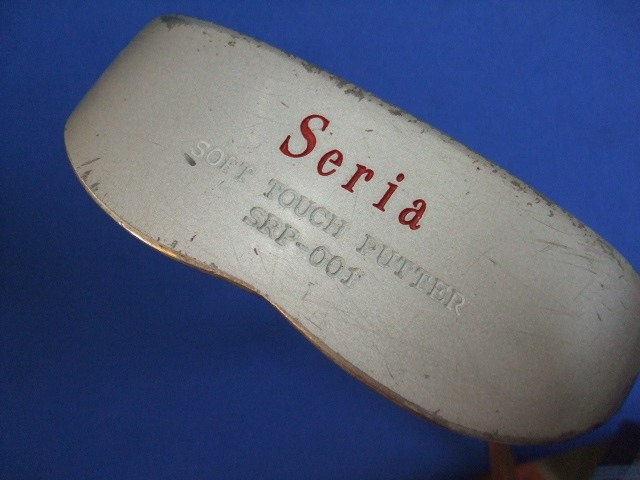 Seria
SOFT TOUCH PUTTER
SRP-001